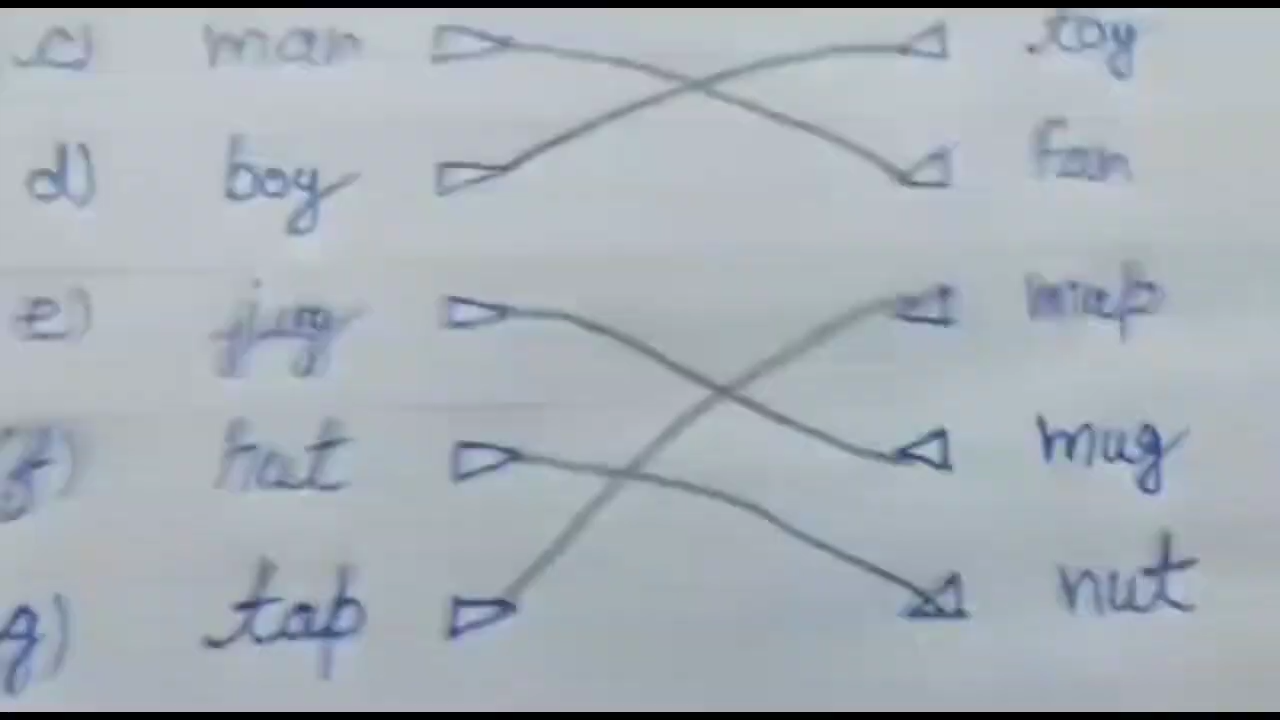 c) man toy
d) boy fan
e) jug map
f) hat mug
g) tap nut